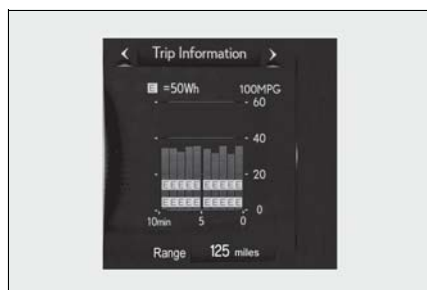 Trip Information
E =50Wh 100MPG
60
40
20
E E E E E E E E E E
E E E E E E E E E E
0
10min 5 0
Range 125 miles